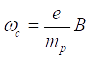 ω_c = e/m_p B